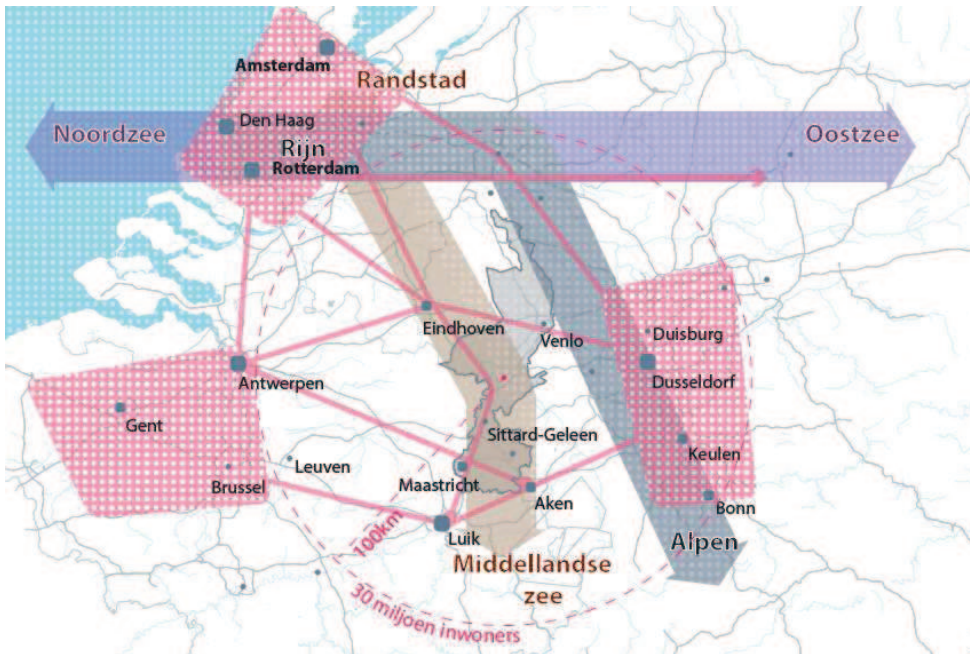 Amsterdam
Randstad
Noordzee
Den Haag
Oostzee
Rijn
Rotterdam
Eindhoven
Venlo
Duisburg
Antwerpen
Dusseldorf
Gent
Sittard-Geleen
Keulen
Leuven
Maastricht
Brussel
Aken
Bonn
Luik
100km
Alpen
Middellandse
zee
30 miljoen inwoners